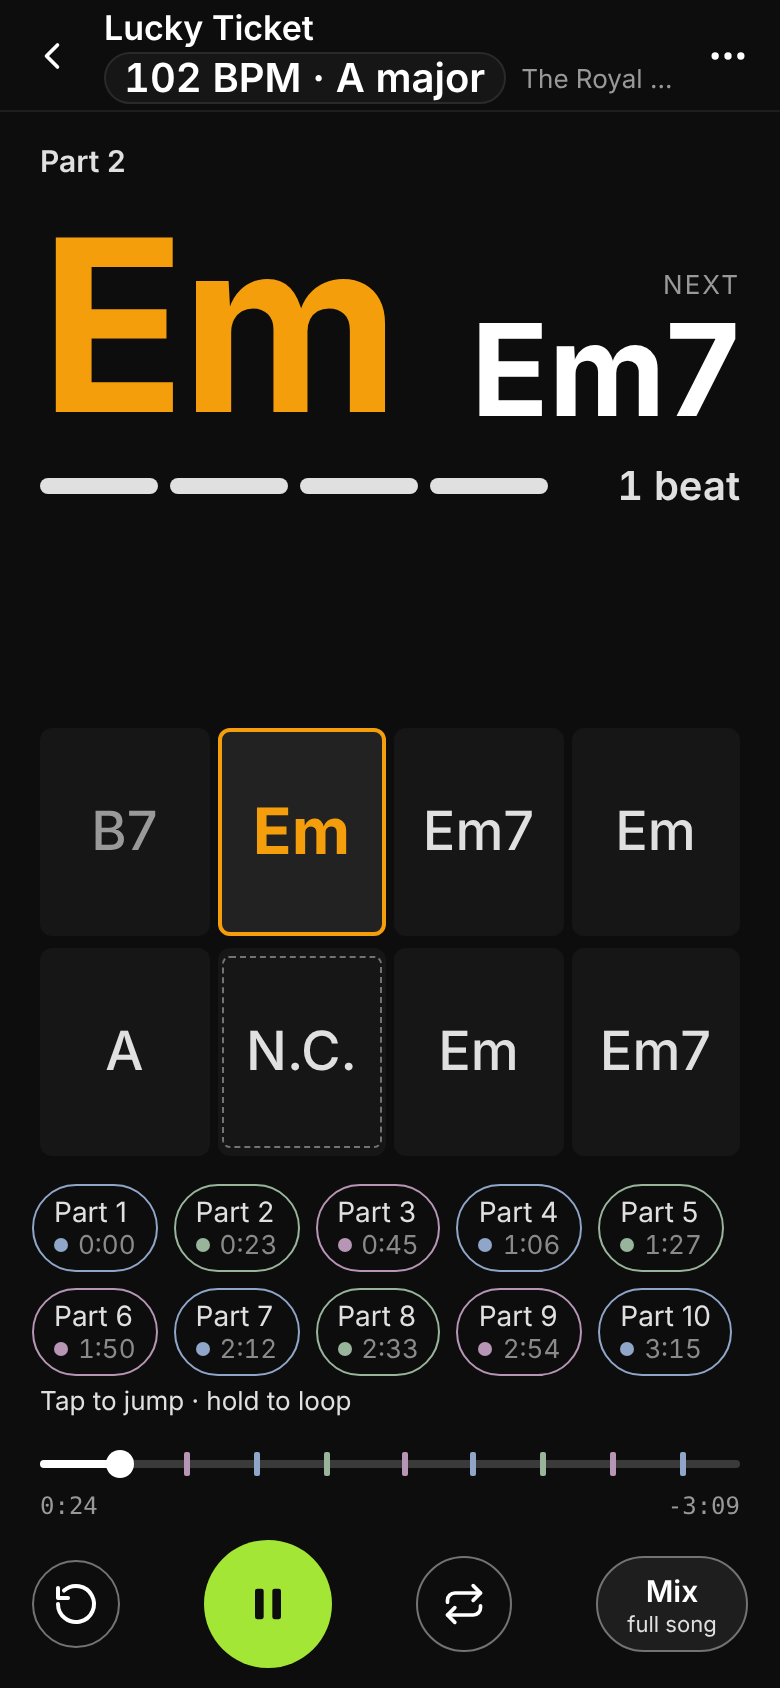 Lucky Ticket
102 BPM · A major
The Royal ...
Part 2
Em
NEXT
Em7
1 beat
B7
Em
Em7
Em
A
N.C.
Em
Em7
Part 1
0:00
Part 2
0:23
Part 3
0:45
Part 4
1:06
Part 5
1:27
Part 6
1:50
Part 7
2:12
Part 8
2:33
Part 9
2:54
Part 10
3:15
Tap to jump · hold to loop
0:24
-3:09
Mix
full song